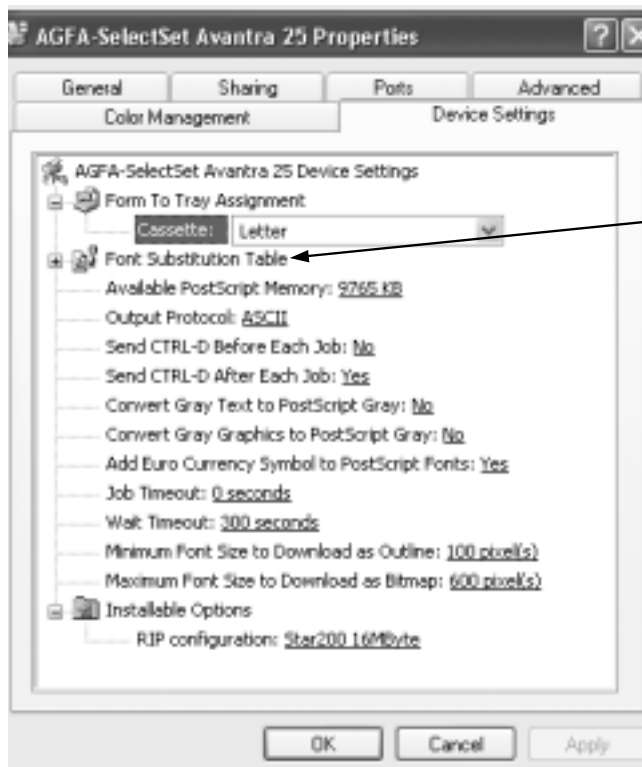 AGFA-SelectSet Avantra 25 Properties
General Sharing Ports Advanced
Color Management Device Settings
AGFA-SelectSet Avantra 25 Device Settings
Form To Tray Assignment
Cassette: Letter
Font Substitution Table
Available PostScript Memory: 9765 KB
Output Protocol: ASCII
Send CTRL-D Before Each Job: No
Send CTRL-D After Each Job: Yes
Convert Gray Text to PostScript Gray: No
Convert Gray Graphics to PostScript Gray: No
Add Euro Currency Symbol to PostScript Fonts: Yes
Job Timeout: 0 seconds
Wait Timeout: 300 seconds
Minimum Font Size to Download as Outline: 100 pixel(s)
Maximum Font Size to Download as Bitmap: 600 pixel(s)
Installable Options
RIP configuration: Star200 16MByte
OK Cancel Apply